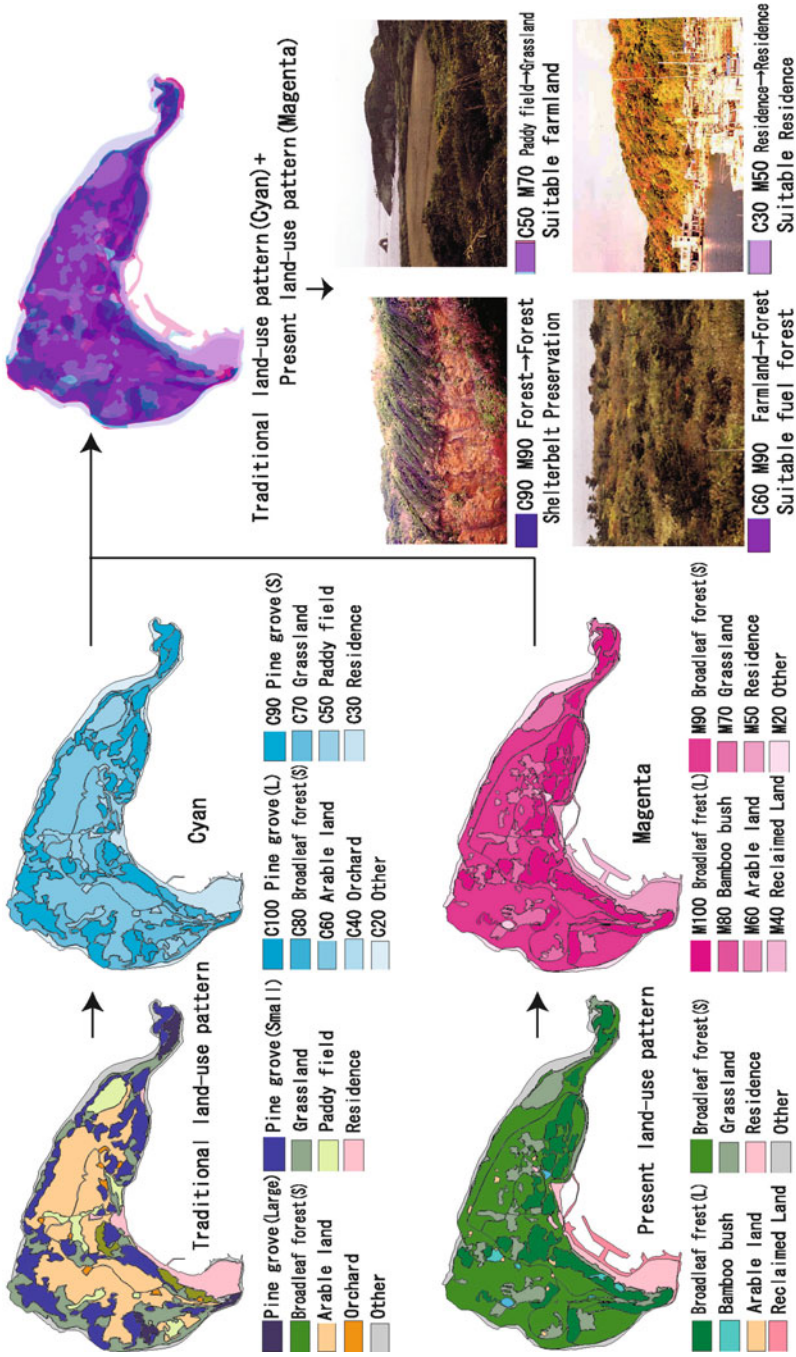 Traditional land-use pattern
Pine grove(Large)
Pine grove(Small)
Broadleaf forest(S)
Grassland
Arable land
Paddy field
Orchard
Residence
Other
Cyan
C100 Pine grove(L)
C90 Pine grove(S)
C80 Broadleaf forest(S)
C70 Grassland
C60 Arable land
C50 Paddy field
C40 Orchard
C30 Residence
C20 Other
Traditional land-use pattern(Cyan)+
Present land-use pattern(Magenta)
Present land-use pattern
Broadleaf frest(L)
Broadleaf forest(S)
Bamboo bush
Grassland
Arable land
Residence
Reclaimed Land
Other
Magenta
M100 Broadleaf frest(L)
M90 Broadleaf forest(S)
M80 Bamboo bush
M70 Grassland
M60 Arable land
M50 Residence
M40 Reclaimed Land
M20 Other
C90 M90 Forest→Forest
Shelterbelt Preservation
C50 M70 Paddy field→Grassland
Suitable farmland
C60 M90 Farmland→Forest
Suitable fuel forest
C30 M50 Residence→Residence
Suitable Residence